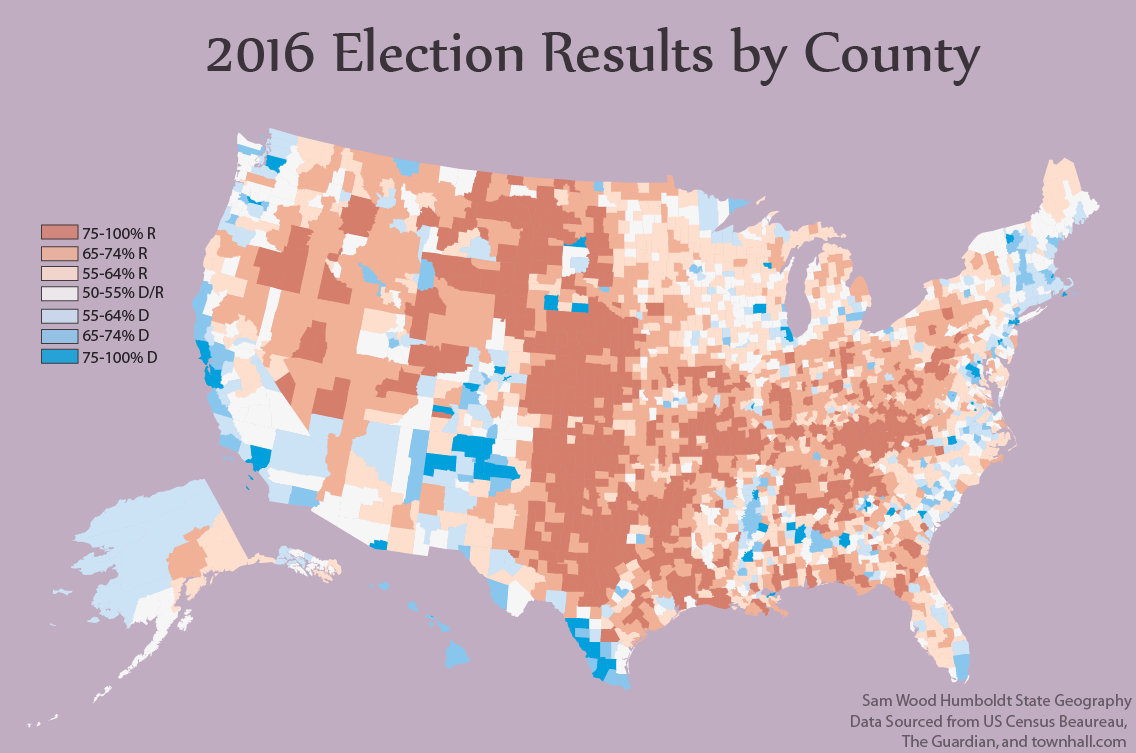 2016 Election Results by County
75-100% R
65-74% R
55-64% R
50-55% D/R
55-64% D
65-74% D
75-100% D
Sam Wood Humboldt State Geography
Data Sourced from US Census Beaureau,
The Guardian, and townhall.com